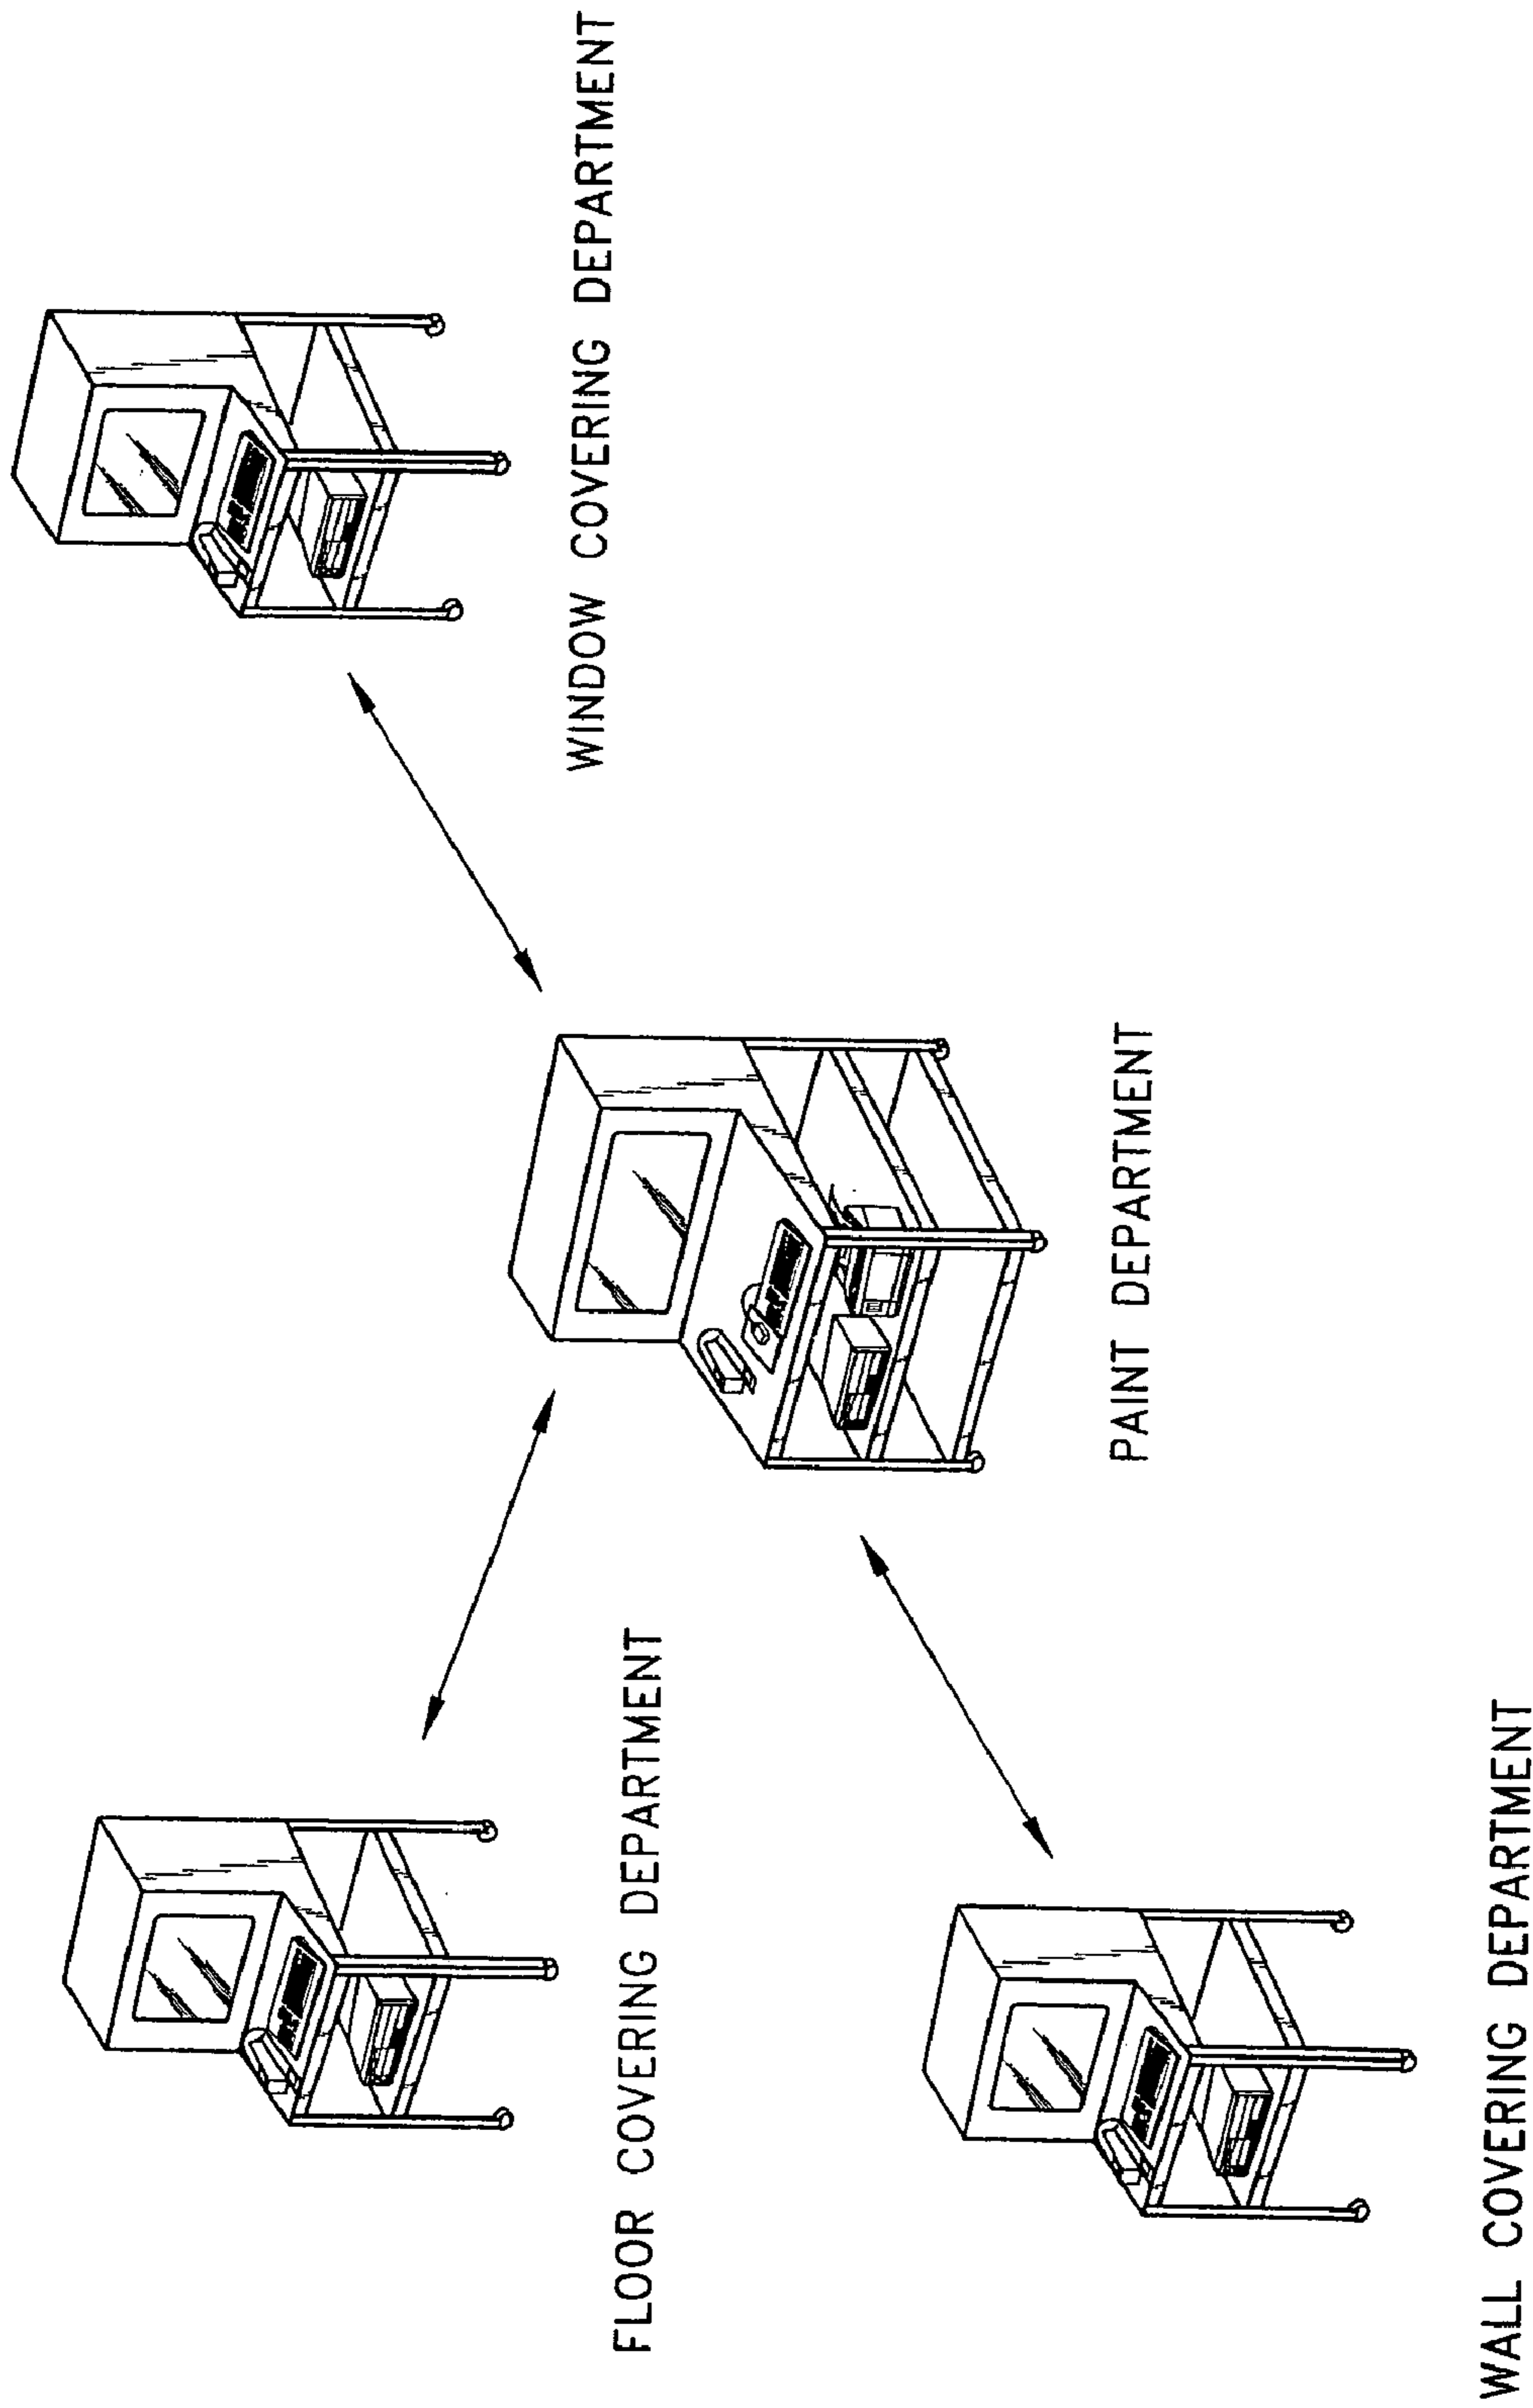 FLOOR COVERING DEPARTMENT
WINDOW COVERING DEPARTMENT
PAINT DEPARTMENT
WALL COVERING DEPARTMENT